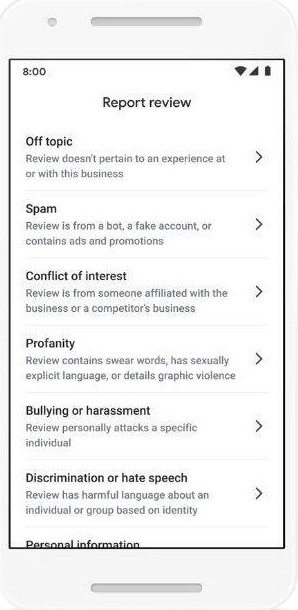 8:00
Report review
Off topic
Review doesn't pertain to an experience at
or with this business
Spam
Review is from a bot, a fake account, or
contains ads and promotions
Conflict of interest
Review is from someone affiliated with the
business or a competitor's business
Profanity
Review contains swear words, has sexually
explicit language, or details graphic violence
Bullying or harassment
Review personally attacks a specific
individual
Discrimination or hate speech
Review has harmful language about an
individual or group based on identity
Personal information